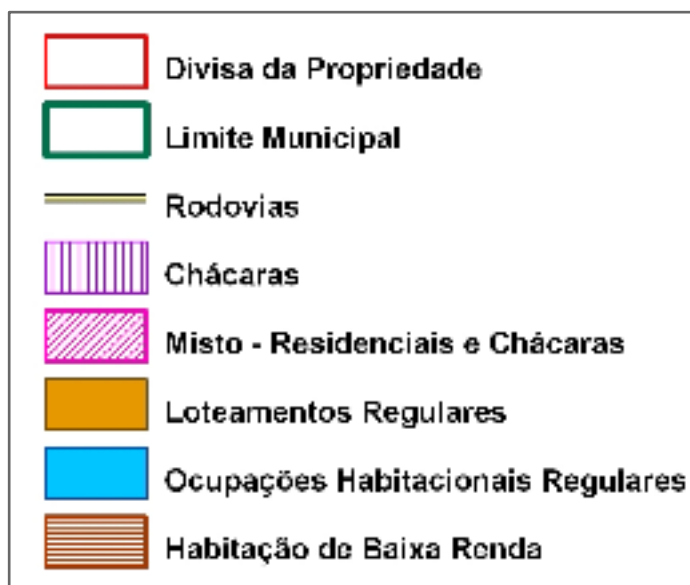 Divisa da Propriedade
Limite Municipal
Rodovias
Chácaras
Misto - Residenciais e Chácaras
Loteamentos Regulares
Ocupações Habitacionais Regulares
Habitação de Baixa Renda